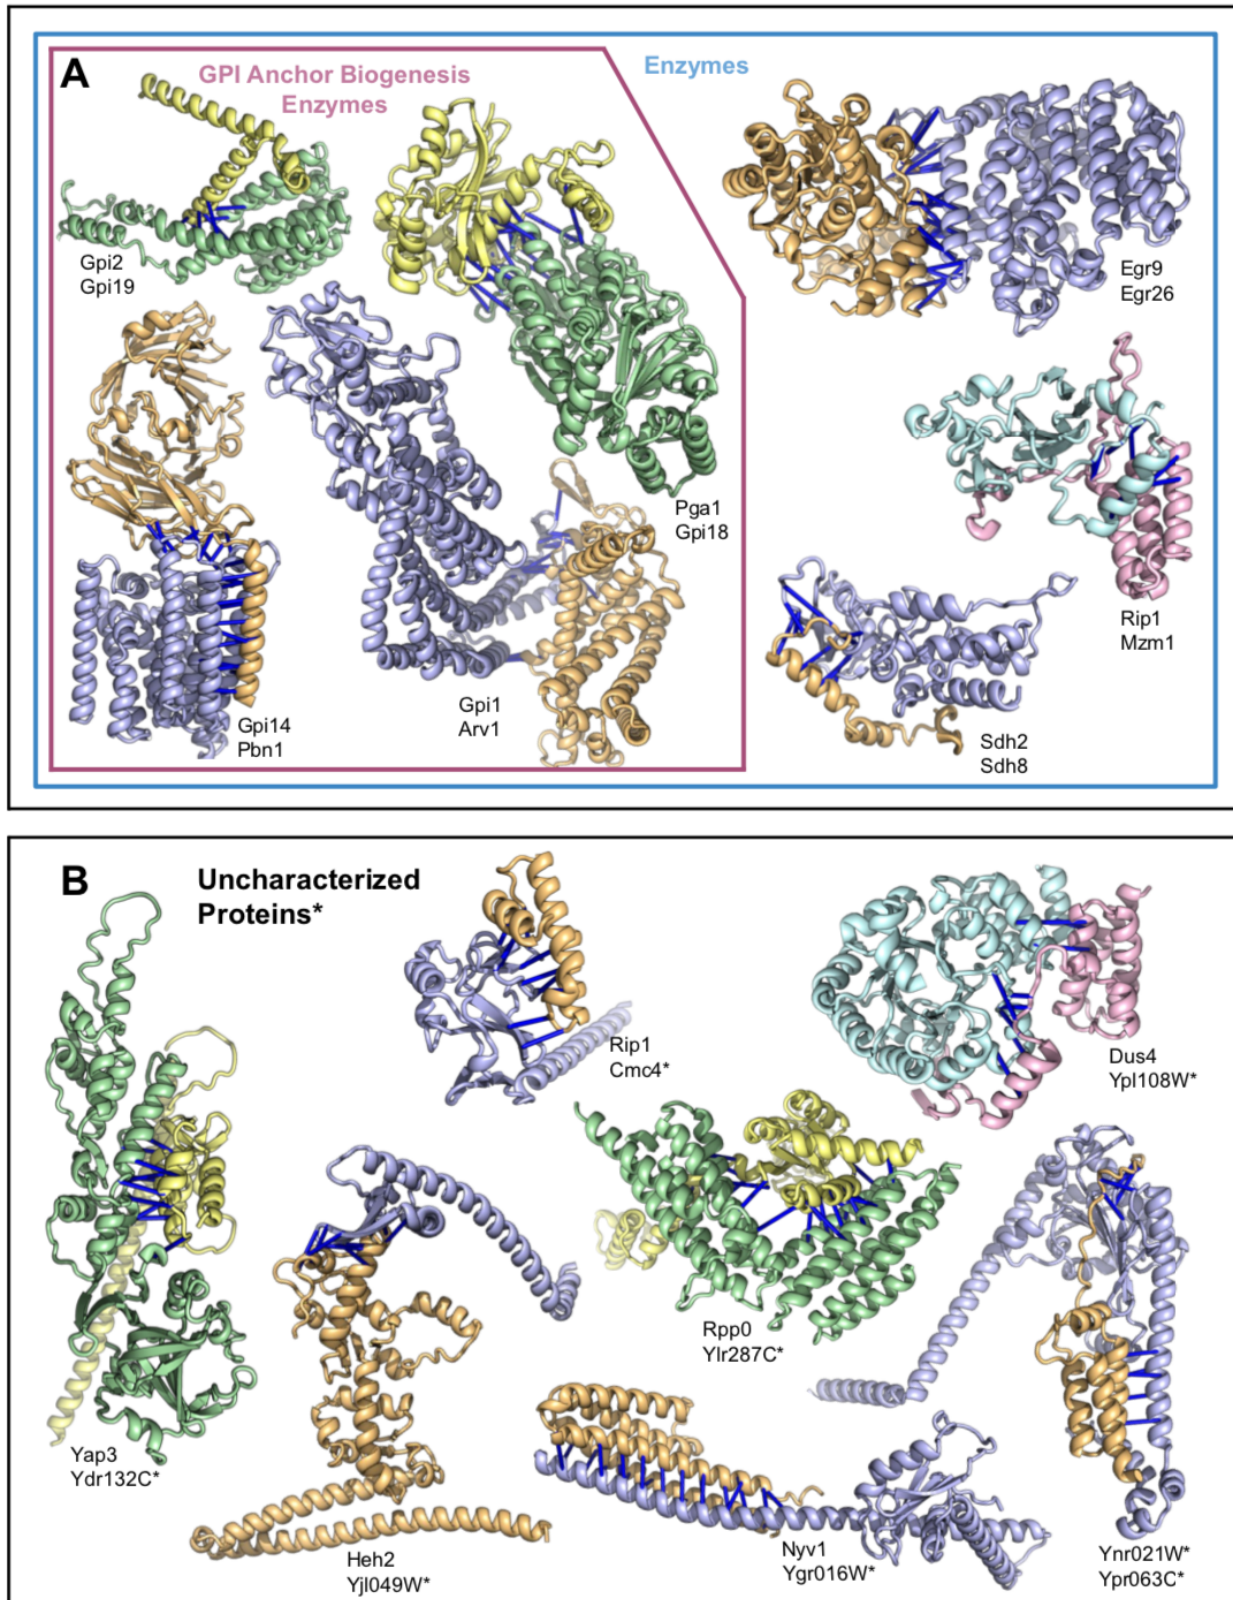 A
GPI Anchor Biogenesis
Enzymes
Enzymes
Gpi2
Gpi19
Egr9
Egr26
Pga1
Gpi18
Rip1
Mzm1
Gpi14
Pbn1
Gpi1
Arv1
Sdh2
Sdh8
B
Uncharacterized
Proteins*
Rip1
Cmc4*
Dus4
Ypl108W*
Rpp0
Ylr287C*
Yap3
Ydr132C*
Heh2
Yjl049W*
Nyv1
Ygr016W*
Ynr021W*
Ypr063C*